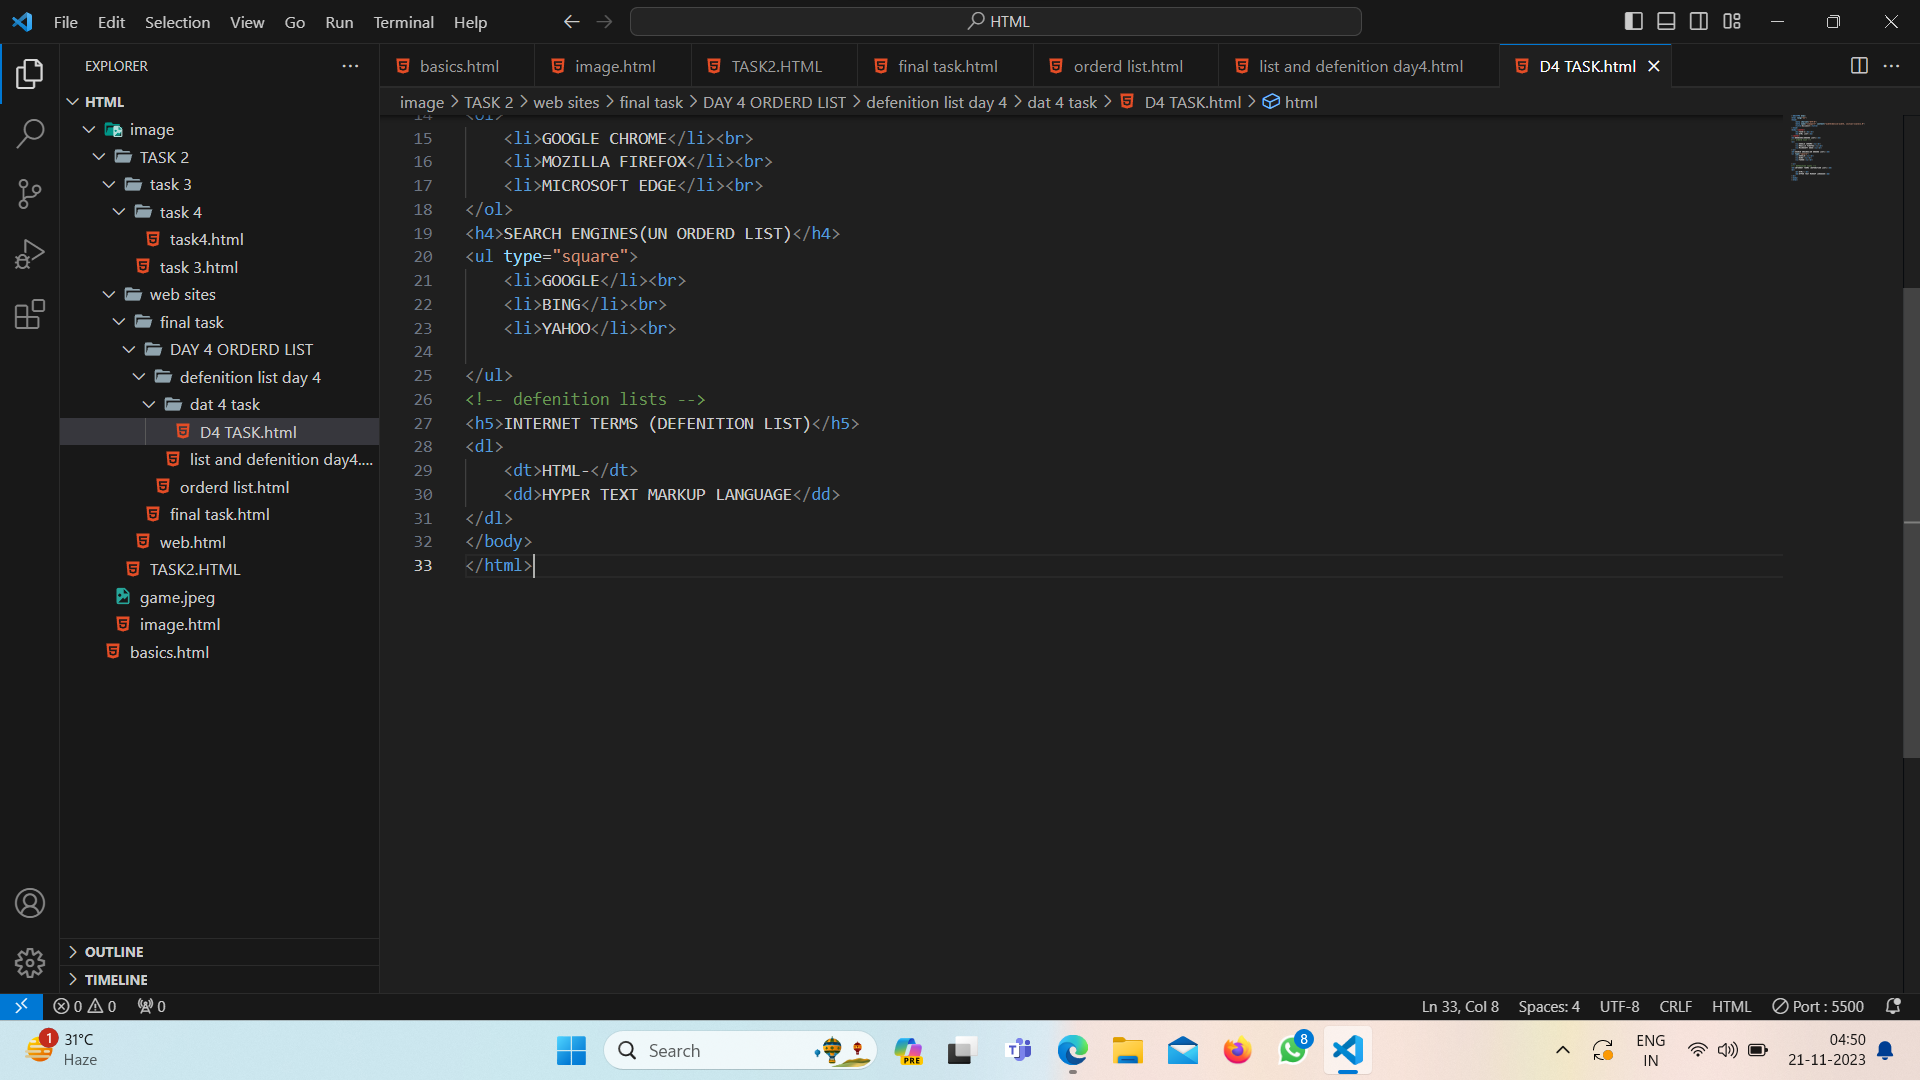 File Edit Selection View Go Run Terminal Help
HTML
EXPLORER
basics.html
image.html
TASK2.HTML
final task.html
orderd list.html
list and defenition day4.html
D4 TASK.html
image > TASK 2 > web sites > final task > DAY 4 ORDERD LIST > defenition list day 4 > dat 4 task > D4 TASK.html > html
HTML
image
TASK 2
task 3
task 4
task4.html
task 3.html
web sites
final task
DAY 4 ORDERD LIST
defenition list day 4
dat 4 task
D4 TASK.html
list and defenition day4....
orderd list.html
final task.html
web.html
TASK2.HTML
game.jpeg
image.html
basics.html
OUTLINE
TIMELINE
14 <ol>
15 <li>GOOGLE CHROME</li><br>
16 <li>MOZILLA FIREFOX</li><br>
17 <li>MICROSOFT EDGE</li><br>
18 </ol>
19 <h4>SEARCH ENGINES(UN ORDERD LIST)</h4>
20 <ul type="square">
21 <li>GOOGLE</li><br>
22 <li>BING</li><br>
23 <li>YAHOO</li><br>
24
25 </ul>
26 <!-- defenition lists -->
27 <h5>INTERNET TERMS (DEFENITION LIST)</h5>
28 <dl>
29 <dt>HTML-</dt>
30 <dd>HYPER TEXT MARKUP LANGUAGE</dd>
31 </dl>
32 </body>
33 </html>
0 0 0
Ln 33, Col 8 Spaces: 4 UTF-8 CRLF HTML Port : 5500
1
31°C
Haze
Search
PRE
8
ENG
IN
04:50
21-11-2023